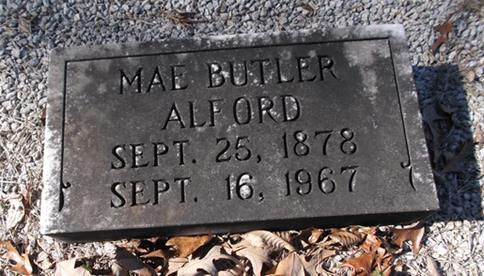 MAE BUTLER
ALFORD
SEPT. 25, 1878
SEPT. 16, 1967